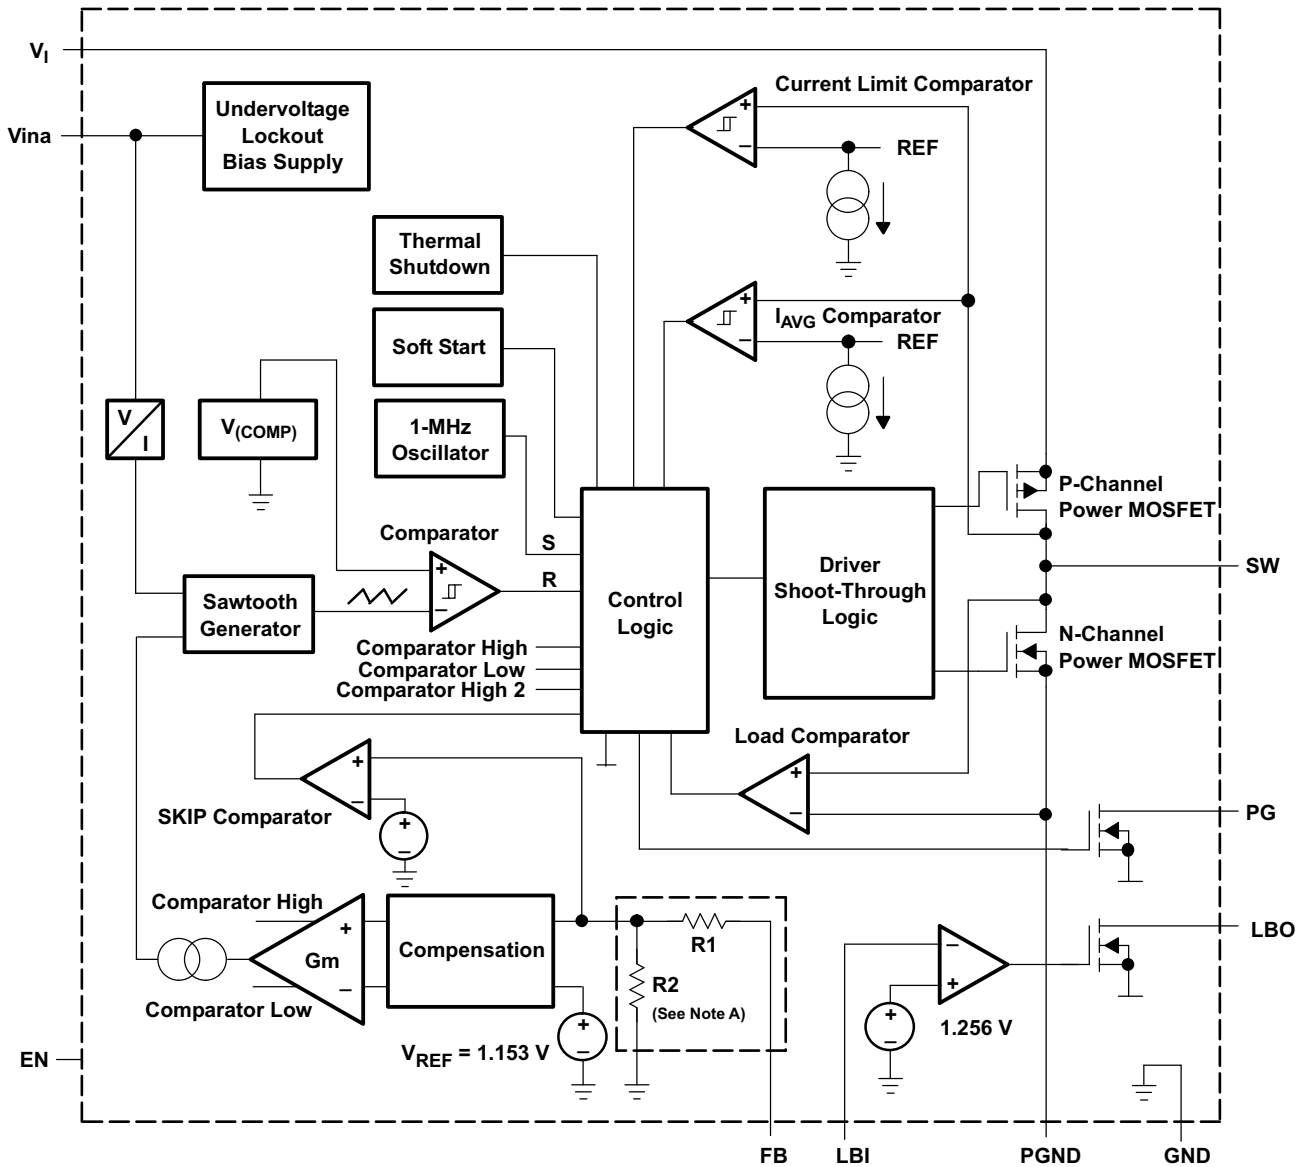 V_I
Current Limit Comparator
Undervoltage
Lockout
Bias Supply
Vina
+
−
REF
Thermal
Shutdown
+
I_AVG Comparator
−
REF
Soft Start
V
I
V(COMP)
1-MHz
Oscillator
P-Channel
Power MOSFET
Comparator
S
R
+
−
SW
Driver
Shoot-Through
Logic
Control
Logic
Sawtooth
Generator
N-Channel
Power MOSFET
Comparator High
Comparator Low
Comparator High 2
Load Comparator
+
−
+
−
SKIP Comparator
+
−
PG
Comparator High
+
Gm
−
Compensation
R1
LBO
R2
(See Note A)
−
+
Comparator Low
+
−
+
−
1.256 V
V_REF = 1.153 V
EN
FB
LBI
PGND
GND